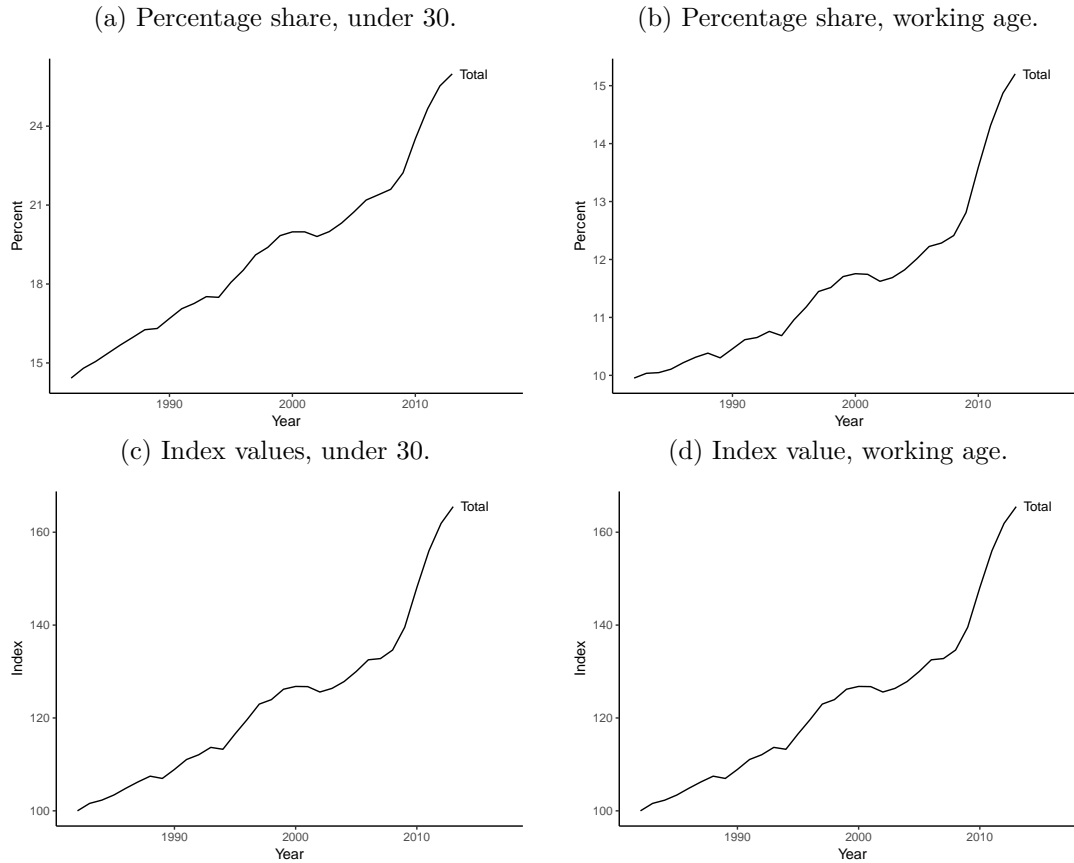 (a) Percentage share, under 30.
(b) Percentage share, working age.
Total
24
21
18
15
Percent
1990
2000
2010
Year
Total
15
14
13
12
11
10
Percent
1990
2000
2010
Year
(c) Index values, under 30.
(d) Index value, working age.
Total
160
140
120
100
Index
1990
2000
2010
Year
Total
160
140
120
100
Index
1990
2000
2010
Year